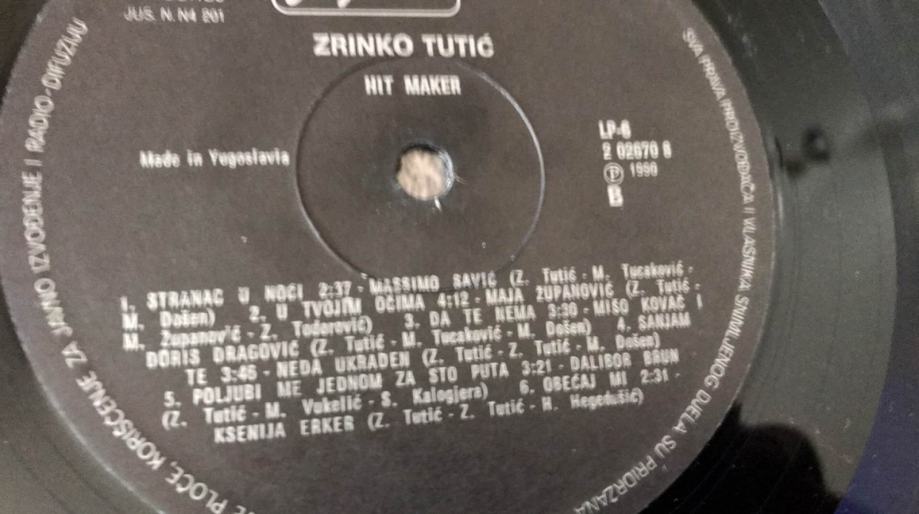 JUS. N. N4 201
ZRINKO TUTIĆ
HIT MAKER
Made in Yugoslavia
LP-6
2 02670 8
Ⓟ 1990
B
1. STRANAC U NOĆI 2:37 - MASSIMO SAVIĆ (Z. Tutić - M. Tucaković -
M. Došen) 2. U TVOJIM OČIMA 4:12 - MAJA ZUPANOVIĆ (Z. Tutić -
M. Županović - Z. Todorović) 3. DA TE NEMA 3:30 - MIŠO KOVAČ I
DORIS DRAGOVIĆ (Z. Tutić - M. Tucaković - M. Došen) 4. SANJAM
TE 3:46 - NEDA UKRADEN (Z. Tutić - Z. Tutić - M. Došen)
5. POLJUBI ME JEDNOM ZA STO PUTA 3:21 - DALIBOR BRUN
(Z. Tutić - M. Vukelić - S. Kalogjera) 6. OBEĆAJ MI 2:31 -
KSENIJA ERKER (Z. Tutić - Z. Tutić - H. Hegedušić)
SVA PRAVA PROIZVOĐAČA I VLASNIKA SNIMLJENOG DJELA SU PRIDRŽANA
PLOČE, KORIŠĆENJE ZA JAVNO IZVOĐENJE I RADIO-DIFUZIJU